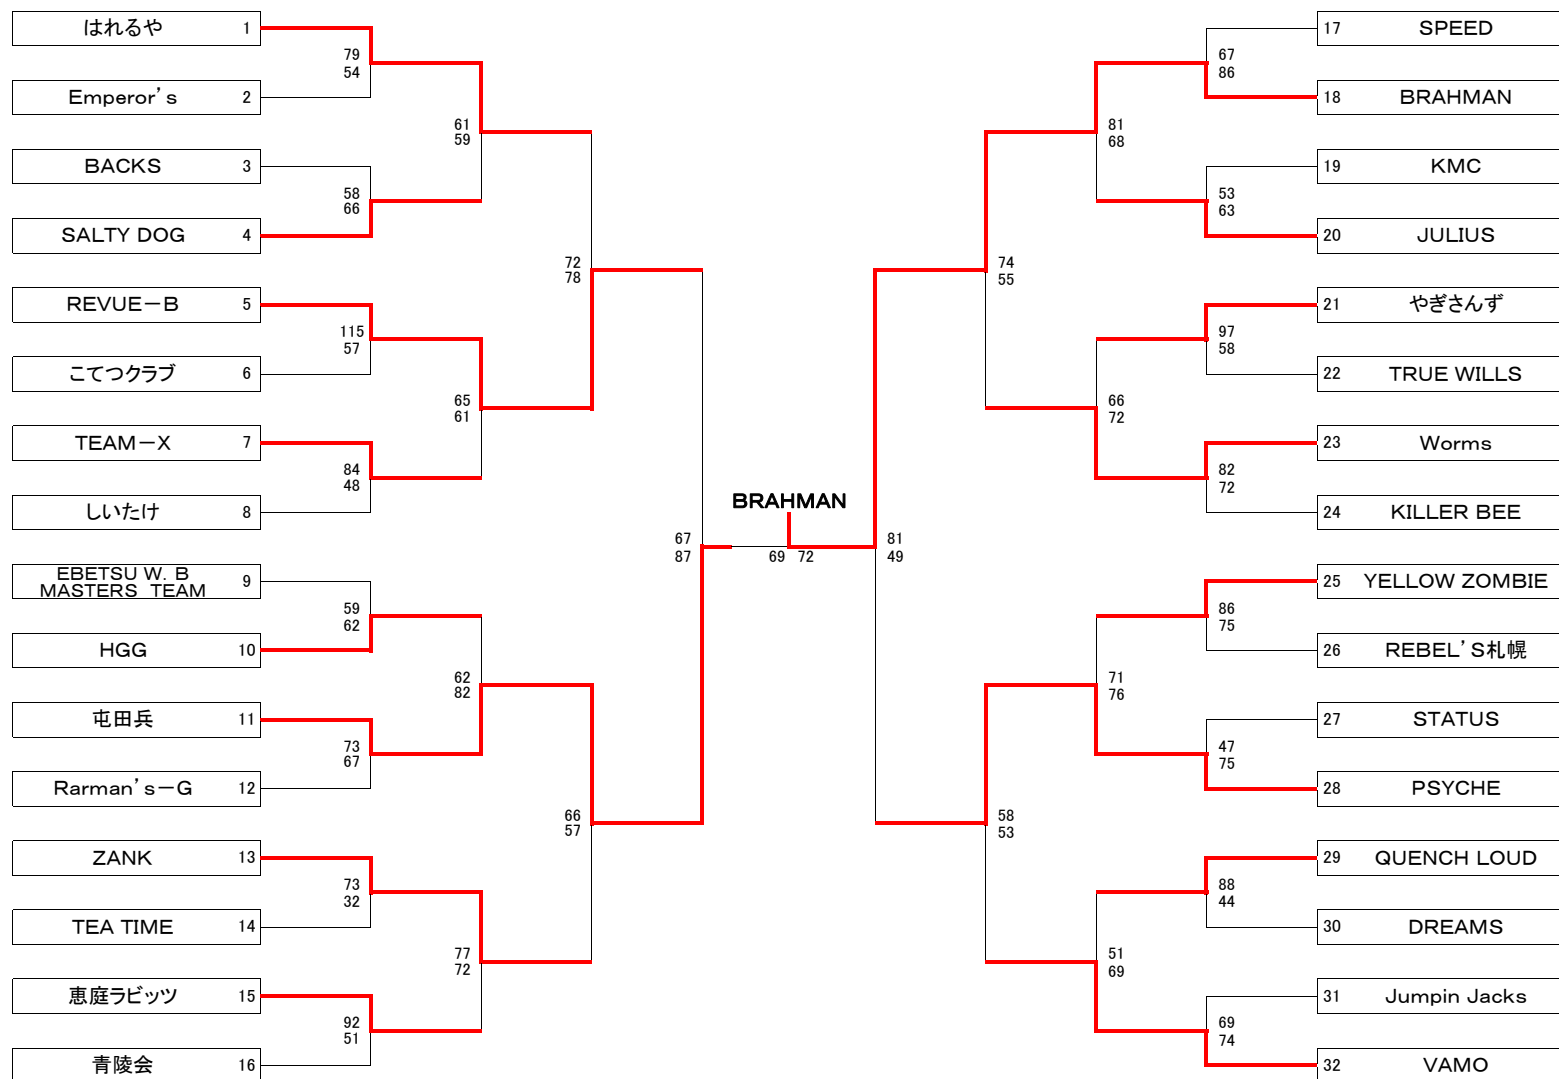 はれるや 1
79
54
Emperor's 2
61
59
BACKS 3
58
66
SALTY DOG 4
72
78
REVUE－B 5
115
57
こてつクラブ 6
65
61
TEAM－X 7
84
48
しいたけ 8
67
87
EBETSU W. B
MASTERS TEAM 9
59
62
HGG 10
62
82
屯田兵 11
73
67
Rarman's－G 12
66
57
ZANK 13
73
32
TEA TIME 14
77
72
恵庭ラビッツ 15
92
51
青陵会 16
BRAHMAN
69 72
17 SPEED
67
86
18 BRAHMAN
81
68
19 KMC
53
63
20 JULIUS
74
55
21 やぎさんず
97
58
22 TRUE WILLS
66
72
23 Worms
82
72
24 KILLER BEE
81
49
25 YELLOW ZOMBIE
86
75
26 REBEL'S札幌
71
76
27 STATUS
47
75
28 PSYCHE
58
53
29 QUENCH LOUD
88
44
30 DREAMS
51
69
31 Jumpin Jacks
69
74
32 VAMO